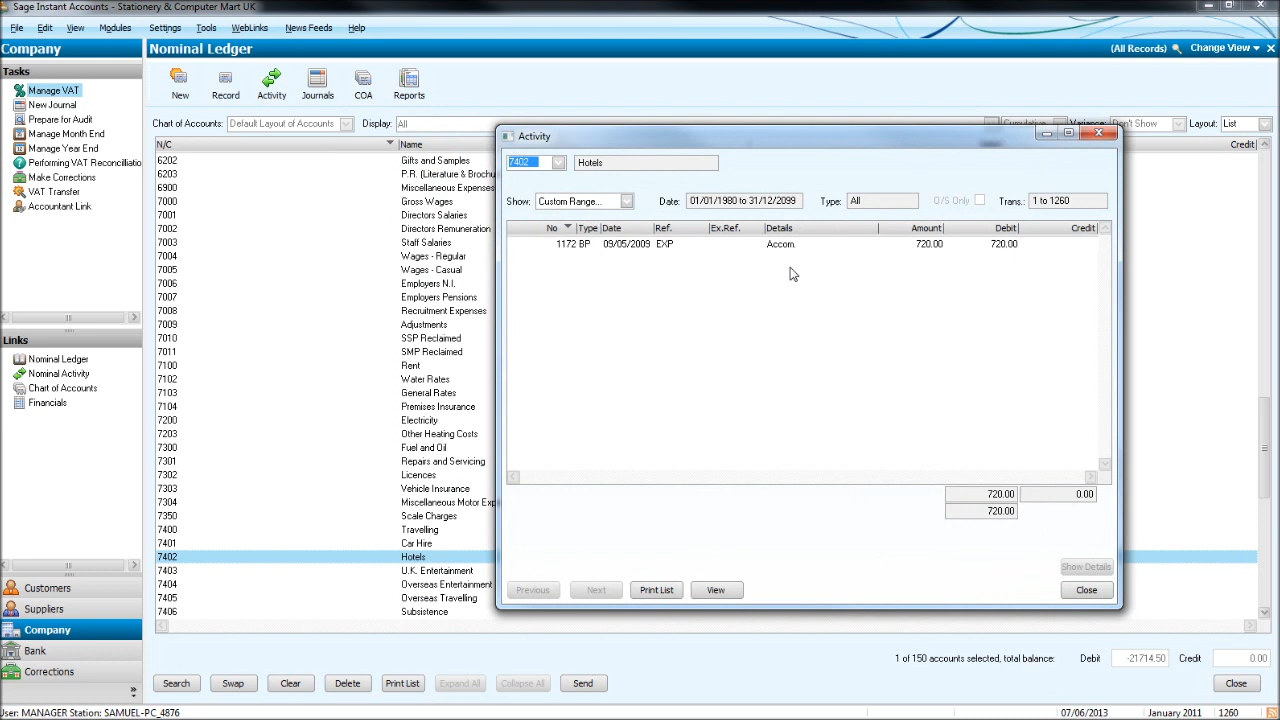 Sage Instant Accounts - Stationery & Computer Mart UK
File Edit View Modules Settings Tools WebLinks News Feeds Help
Company
Nominal Ledger
(All Records) Change View
Tasks
Manage VAT
New Journal
Prepare for Audit
Manage Month End
Manage Year End
Performing VAT Reconciliatio
Make Corrections
VAT Transfer
Accountant Link
Links
Nominal Ledger
Nominal Activity
Chart of Accounts
Financials
Customers
Suppliers
Company
Bank
Corrections
New Record Activity Journals COA Reports
Chart of Accounts: Default Layout of Accounts Display: All Cumulative Variance: Don't Show Layout: List
N/C Name Credit
6202 Gifts and Samples
6203 P.R. (Literature & Brochu
6900 Miscellaneous Expenses
7000 Gross Wages
7001 Directors Salaries
7002 Directors Remuneration
7003 Staff Salaries
7004 Wages - Regular
7005 Wages - Casual
7006 Employers N.I.
7007 Employers Pensions
7008 Recruitment Expenses
7009 Adjustments
7010 SSP Reclaimed
7011 SMP Reclaimed
7100 Rent
7102 Water Rates
7103 General Rates
7104 Premises Insurance
7200 Electricity
7203 Other Heating Costs
7300 Fuel and Oil
7301 Repairs and Servicing
7302 Licences
7303 Vehicle Insurance
7304 Miscellaneous Motor Exp
7350 Scale Charges
7400 Travelling
7401 Car Hire
7402 Hotels
7403 U.K. Entertainment
7404 Overseas Entertainment
7405 Overseas Travelling
7406 Subsistence
Activity
7402 Hotels
Show: Custom Range... Date: 01/01/1980 to 31/12/2099 Type: All O/S Only Trans.: 1 to 1260
No Type Date Ref. Ex.Ref. Details Amount Debit Credit
1172 BP 09/05/2009 EXP Accom. 720.00 720.00
720.00 0.00
720.00
Show Details
Previous Next Print List View Close
1 of 150 accounts selected, total balance: Debit -21714.50 Credit 0.00
Search Swap Clear Delete Print List Expand All Collapse All Send Close
User: MANAGER Station: SAMUEL-PC_4876 07/06/2013 January 2011 1260